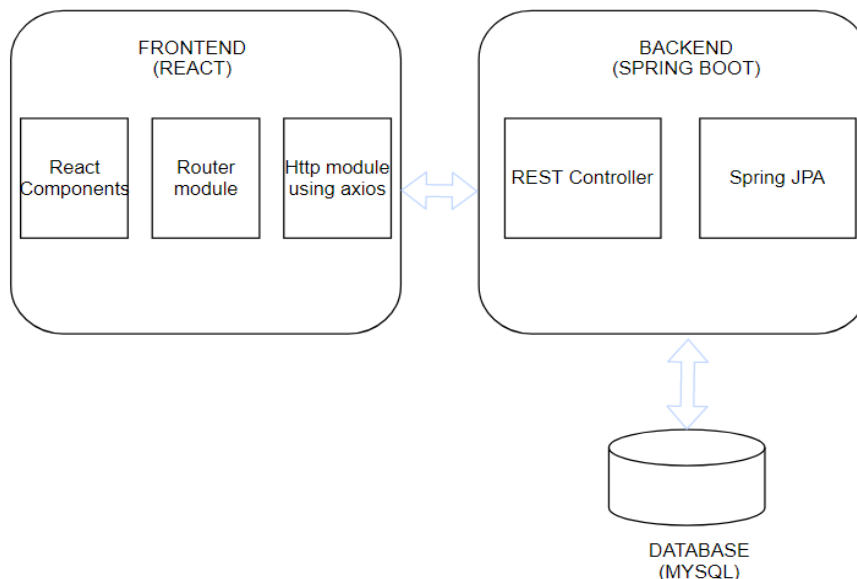 FRONTEND
(REACT)
React
Components
Router
module
Http module
using axios
BACKEND
(SPRING BOOT)
REST Controller
Spring JPA
DATABASE
(MYSQL)